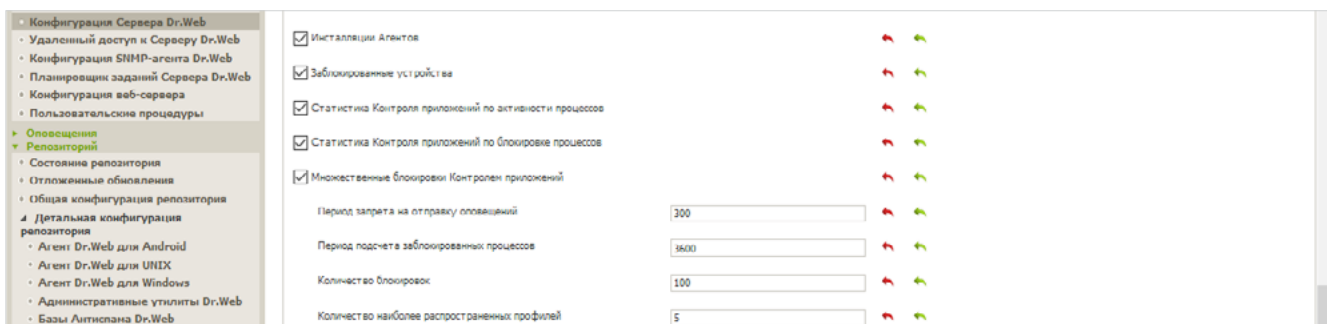 Конфигурация Сервера Dr.Web
Удаленный доступ к Серверу Dr.Web
Конфигурация SNMP-агента Dr.Web
Планировщик заданий Сервера Dr.Web
Конфигурация веб-сервера
Пользовательские процедуры
Оповещения
Репозиторий
Состояние репозитория
Отложенные обновления
Общая конфигурация репозитория
Детальная конфигурация
репозитория
Агент Dr.Web для Android
Агент Dr.Web для UNIX
Агент Dr.Web для Windows
Административные утилиты Dr.Web
Базы Антиспама Dr.Web
Инсталляции Агентов
Заблокированные устройства
Статистика Контроля приложений по активности процессов
Статистика Контроля приложений по блокировке процессов
Множественные блокировки Контролем приложений
Период запрета на отправку оповещений 300
Период подсчета заблокированных процессов 3600
Количество блокировок 100
Количество наиболее распространенных профилей 5